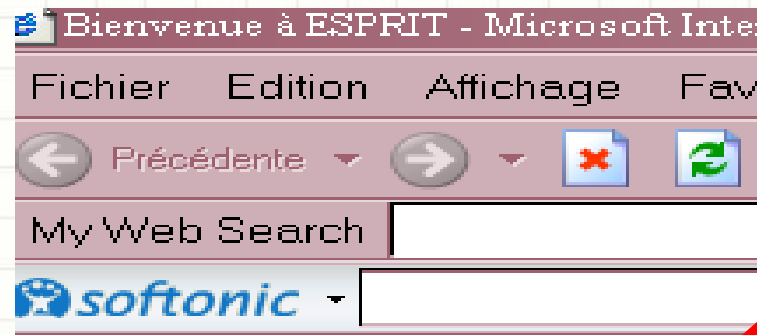 Bienvenue à ESPRIT - Microsoft Inte
Fichier Edition Affichage Fav
Précédente
My Web Search
softonic